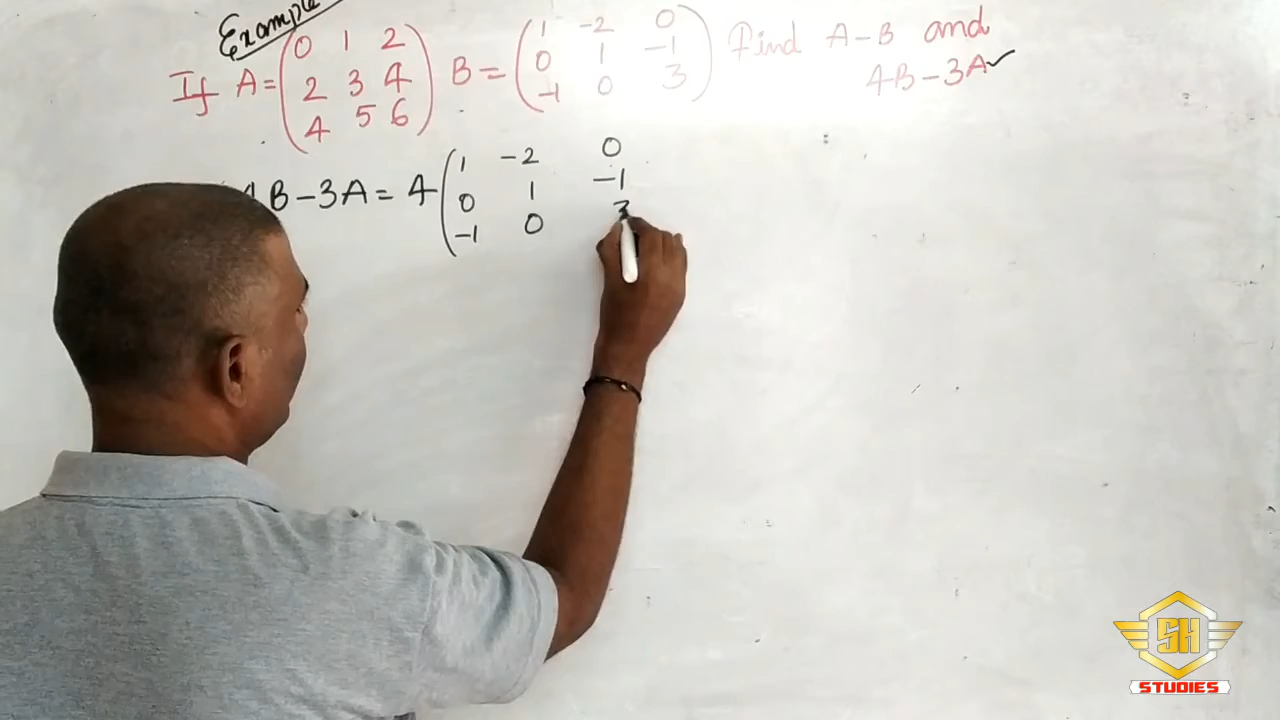 Example
If A = (0 1 2 B = (1 -2 0 Find A-B and
2 3 4 0 1 -1 4B-3A✓
4 5 6) -1 0 3)
4B-3A = 4 (1 -2 0
0 1 -1
-1 0 3
SH
STUDIES